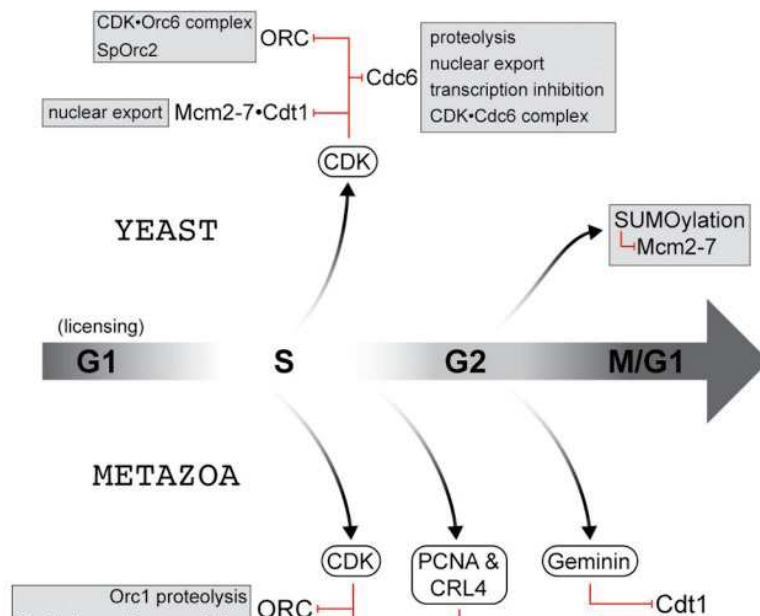 CDK•Orc6 complex
SpOrc2
ORC
Cdc6
proteolysis
nuclear export
transcription inhibition
CDK•Cdc6 complex
nuclear export
Mcm2-7•Cdt1
CDK
YEAST
SUMOylation
Mcm2-7
(licensing)
G1
S
G2
M/G1
METAZOA
CDK
PCNA &
CRL4
Geminin
Orc1 proteolysis
ORC
Cdt1